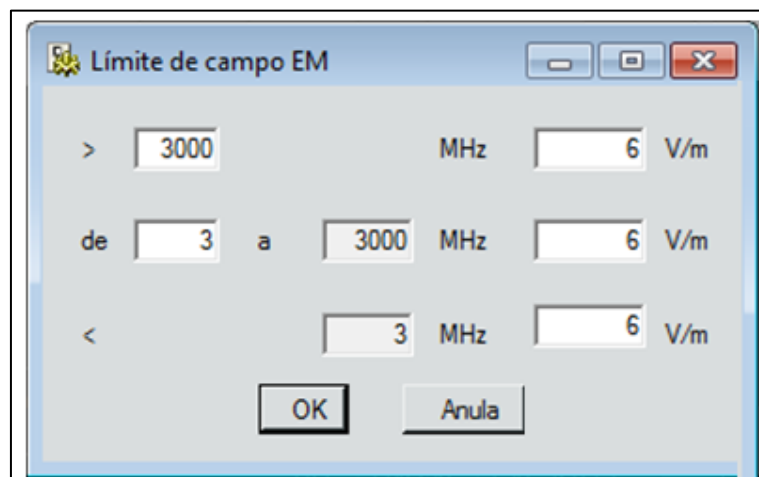 Límite de campo EM
> 3000 MHz 6 V/m
de 3 a 3000 MHz 6 V/m
< 3 MHz 6 V/m
OK Anula